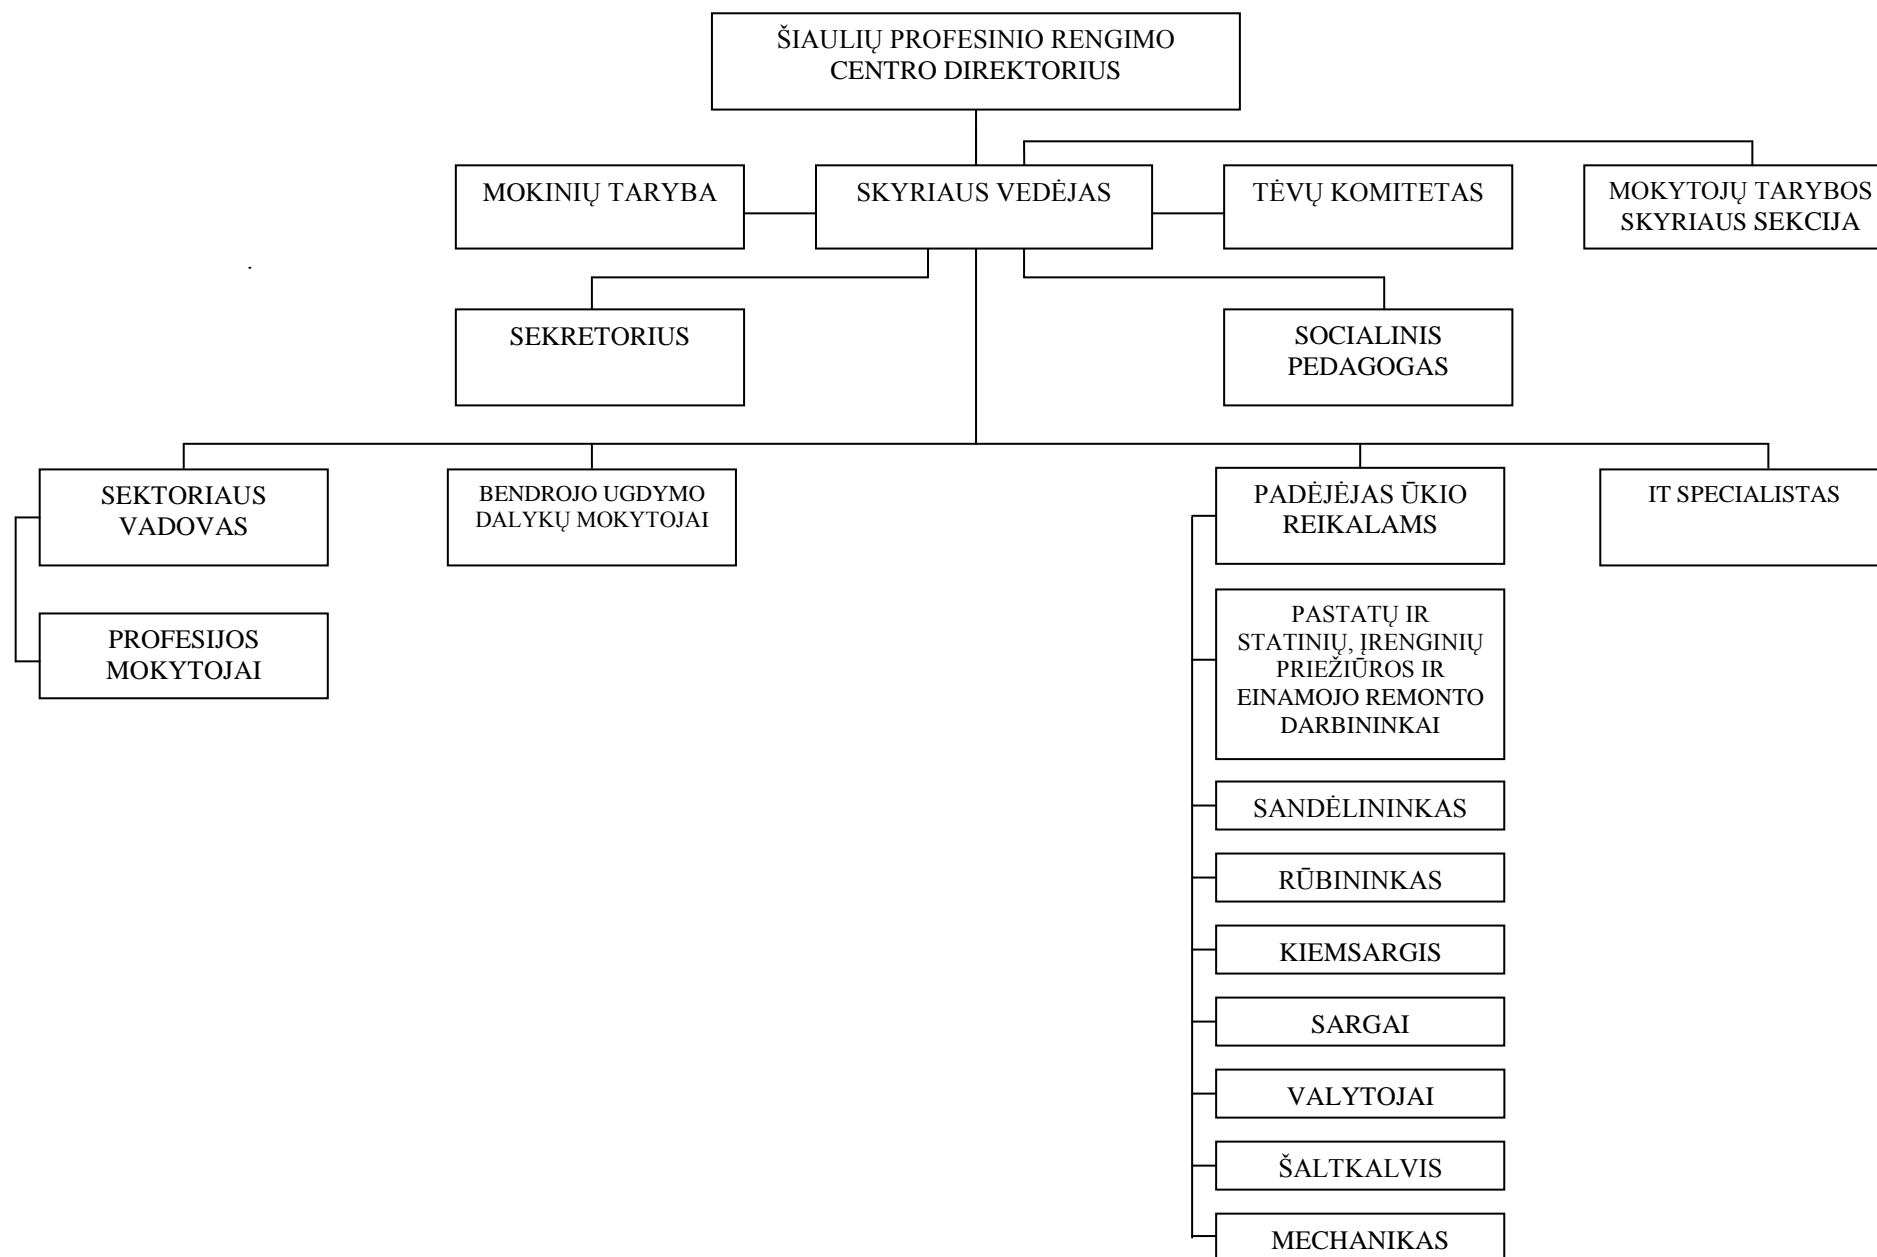 ŠIAULIŲ PROFESINIO RENGIMO
CENTRO DIREKTORIUS
MOKINIŲ TARYBA
SKYRIAUS VEDĖJAS
TĖVŲ KOMITETAS
MOKYTOJŲ TARYBOS
SKYRIAUS SEKCIJA
SEKRETORIUS
SOCIALINIS
PEDAGOGAS
SEKTORIAUS
VADOVAS
BENDROJO UGDYMO
DALYKŲ MOKYTOJAI
PADĖJĖJAS ŪKIO
REIKALAMS
IT SPECIALISTAS
PROFESIJOS
MOKYTOJAI
PASTATŲ IR
STATINIŲ, ĮRENGINIŲ
PRIEŽIŪROS IR
EINAMOJO REMONTO
DARBININKAI
SANDĖLININKAS
RŪBININKAS
KIEMSARGIS
SARGAI
VALYTOJAI
ŠALTKALVIS
MECHANIKAS